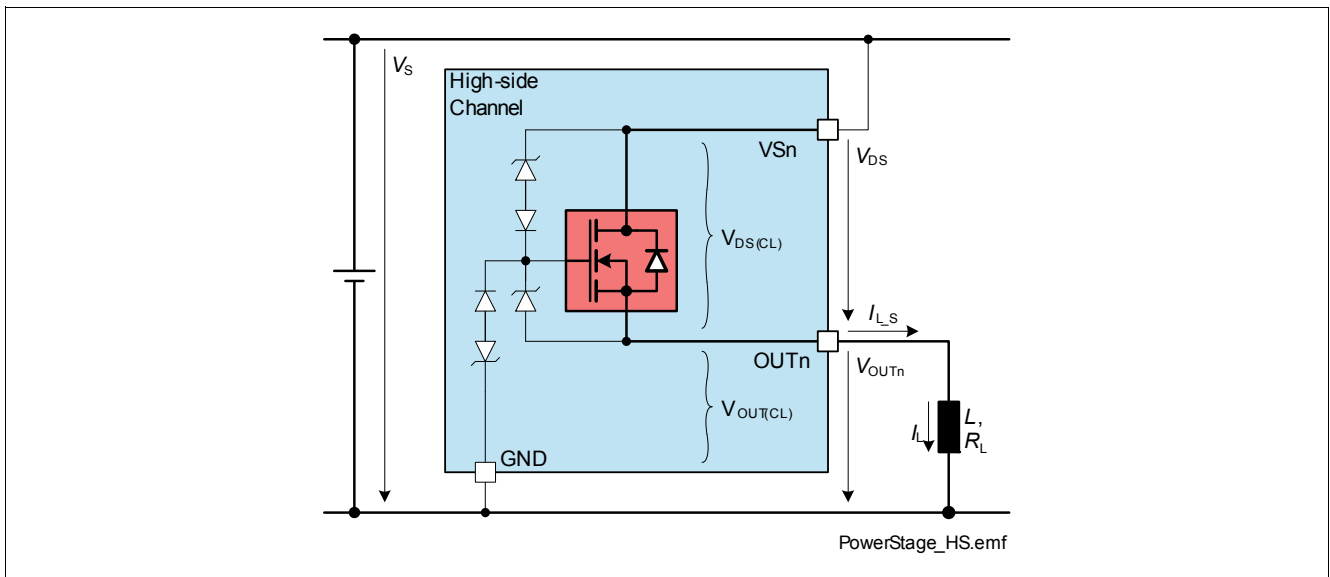 VS
High-side
Channel
VSn
VDS
VDS(CL)
IL_S
OUTn
VOUTn
VOUT(CL)
IL
L,
RL
GND
PowerStage_HS.emf